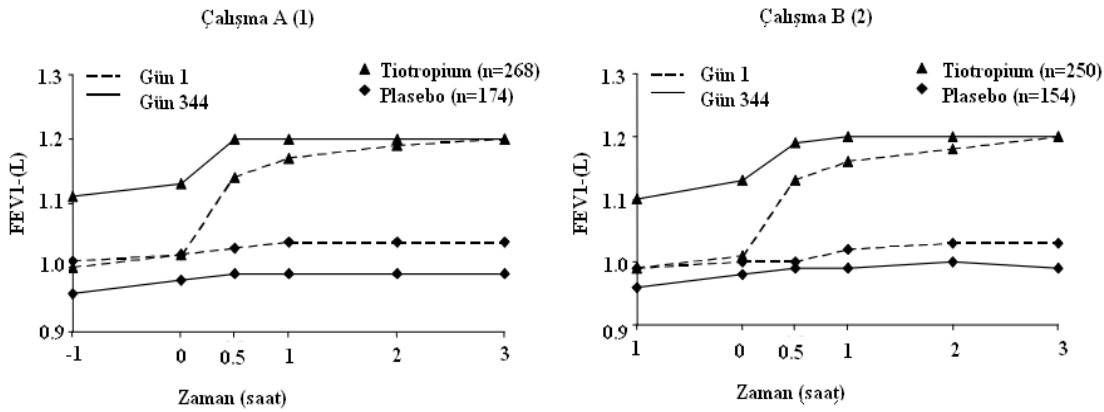 Çalışma A (1)
1.3
1.2
1.1
1.0
0.9
FEV1-(L)
Gün 1
Gün 344
Tiotropium (n=268)
Plasebo (n=174)
-1 0 0.5 1 2 3
Zaman (saat)
Çalışma B (2)
1.3
1.2
1.1
1.0
0.9
FEV1-(L)
Gün 1
Gün 344
Tiotropium (n=250)
Plasebo (n=154)
1 0 0.5 1 2 3
Zaman (saat)